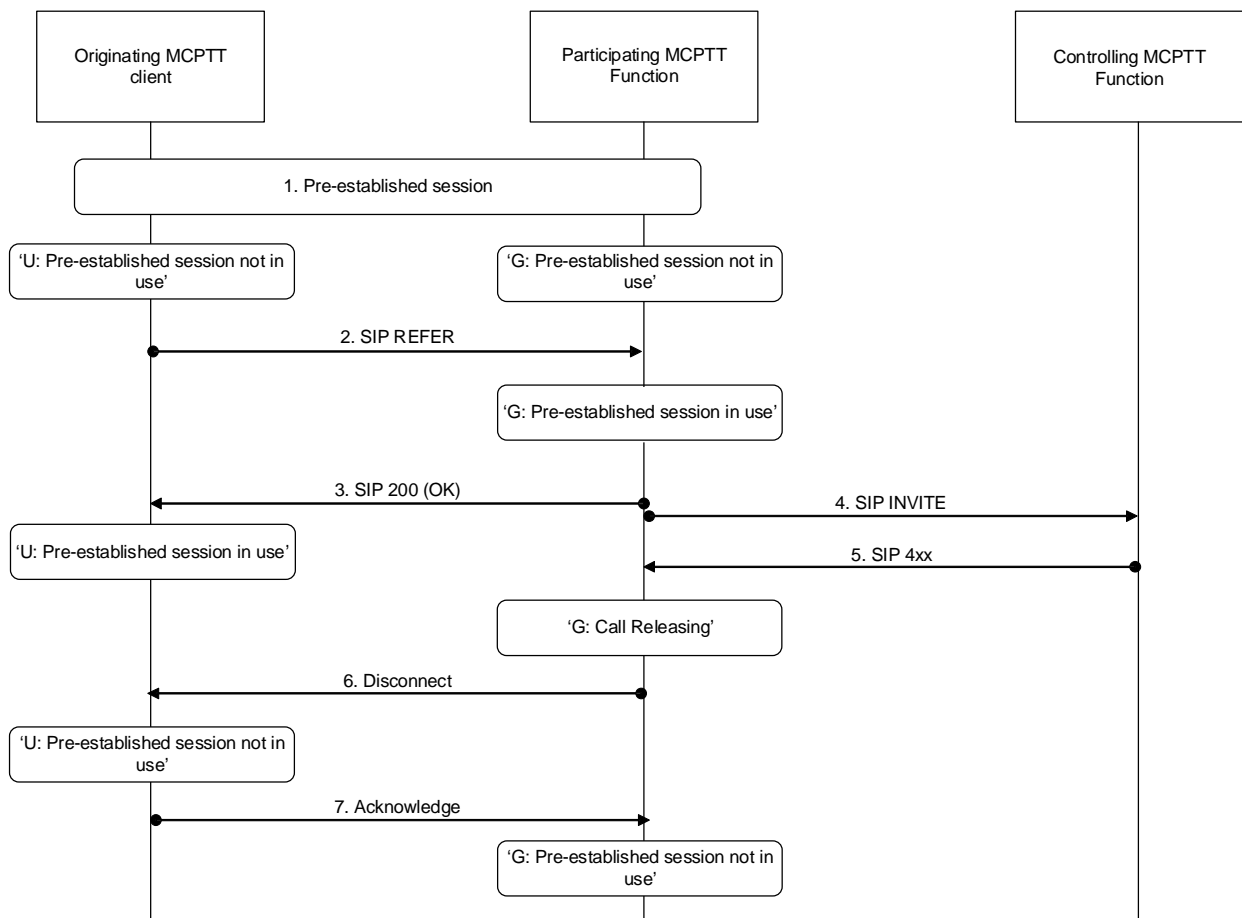 Originating MCPTT
client
Participating MCPTT
Function
Controlling MCPTT
Function
1. Pre-established session
‘U: Pre-established session not in
use’
‘G: Pre-established session not in
use’
2. SIP REFER
‘G: Pre-established session in use’
3. SIP 200 (OK)
4. SIP INVITE
‘U: Pre-established session in use’
5. SIP 4xx
‘G: Call Releasing’
6. Disconnect
‘U: Pre-established session not in
use’
7. Acknowledge
‘G: Pre-established session not in
use’